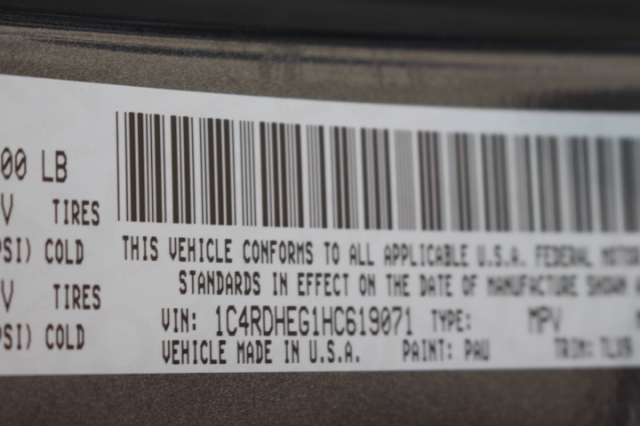 00 LB
V TIRES
PSI) COLD
V TIRES
PSI) COLD
THIS VEHICLE CONFORMS TO ALL APPLICABLE U.S.A. FEDERAL MOTOR
STANDARDS IN EFFECT ON THE DATE OF MANUFACTURE SHOWN
VIN: 1C4RDHEG1HC619071 TYPE: MPV
VEHICLE MADE IN U.S.A. PAINT: PAU TRIM: